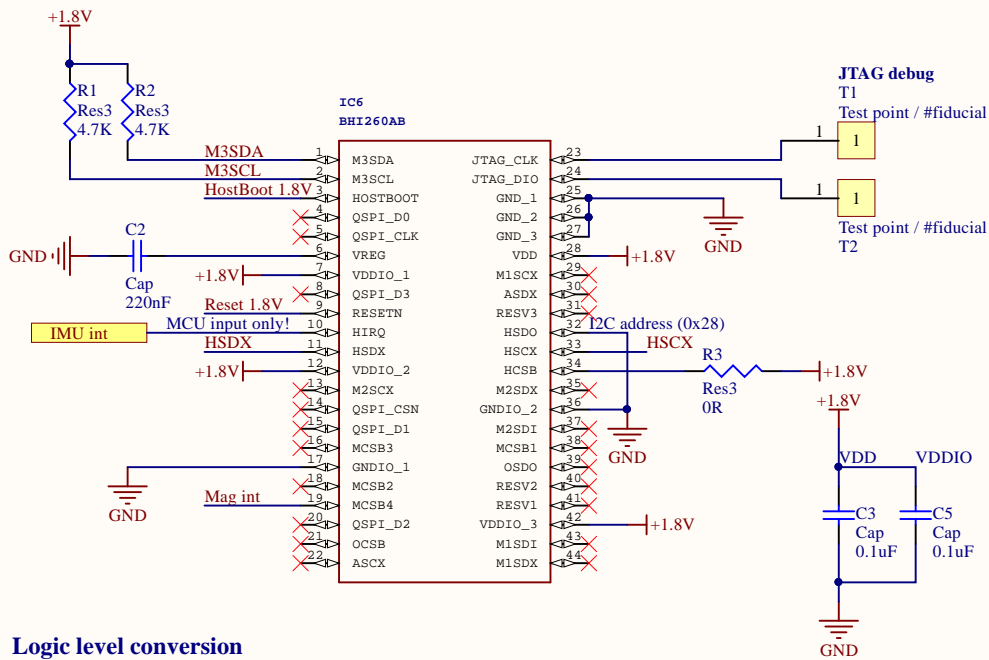 +1.8V
R1
Res3
4.7K
R2
Res3
4.7K
IC6
BHI260AB
JTAG debug
T1
Test point / #fiducial
1
1
1
1
Test point / #fiducial
T2
M3SDA
M3SCL
HostBoot 1.8V
GND
C2
Cap
220nF
+1.8V
Reset 1.8V
IMU int
MCU input only!
HSDX
+1.8V
GND
Mag int
1 M3SDA
2 M3SCL
3 HOSTBOOT
4 QSPI_D0
5 QSPI_CLK
6 VREG
7 VDDIO_1
8 QSPI_D3
9 RESETN
10 HIRQ
11 HSDX
12 VDDIO_2
13 M2SCX
14 QSPI_CSN
15 QSPI_D1
16 MCSB3
17 GNDIO_1
18 MCSB2
19 MCSB4
20 QSPI_D2
21 OCSB
22 ASCX
JTAG_CLK 23
JTAG_DIO 24
GND_1 25
GND_2 26
GND_3 27
VDD 28
M1SCX 29
ASDX 30
RESV3 31
HSDO 32
HSCX 33
HCSB 34
M2SDX 35
GNDIO_2 36
M2SDI 37
MCSB1 38
OSDO 39
RESV2 40
RESV1 41
VDDIO_3 42
M1SDI 43
M1SDX 44
GND
+1.8V
I2C address (0x28)
HSCX
R3
Res3
0R
+1.8V
GND
+1.8V
+1.8V
VDD
VDDIO
C3
Cap
0.1uF
C5
Cap
0.1uF
GND
Logic level conversion